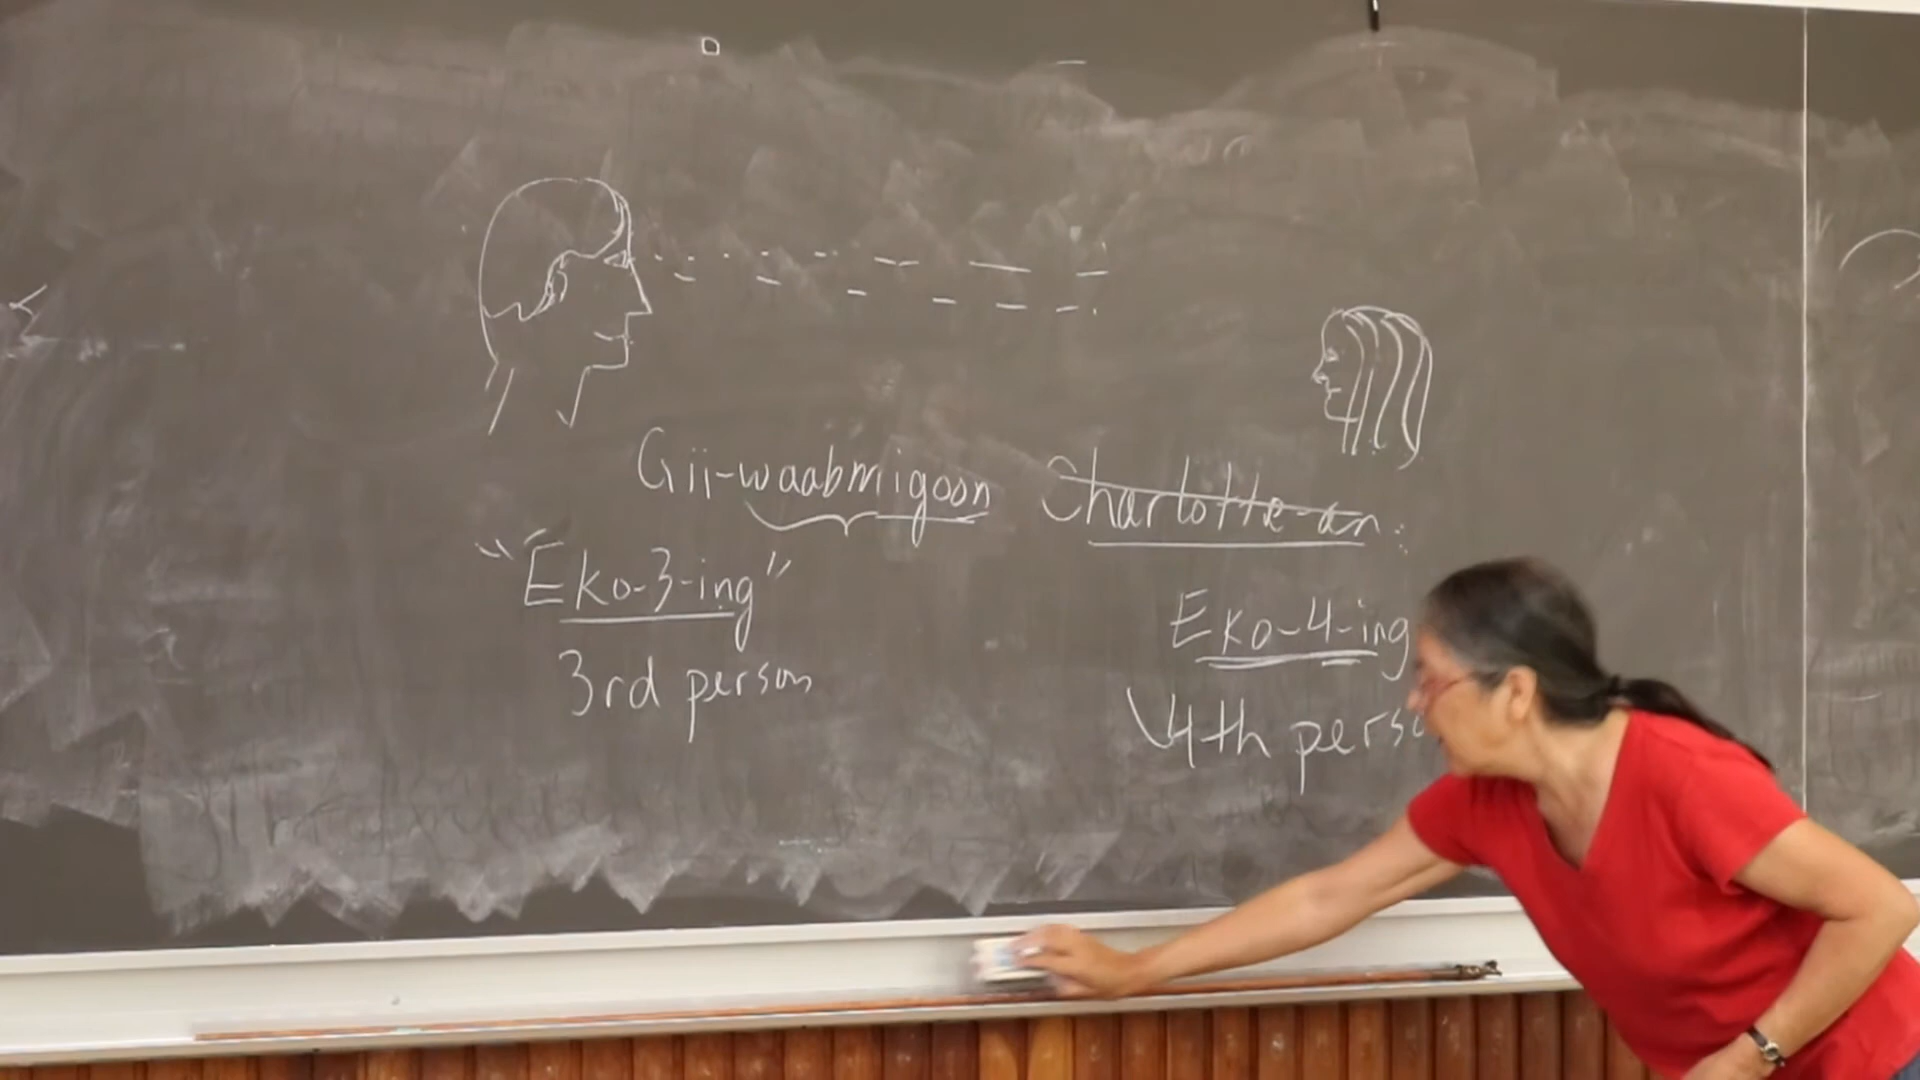 Gii-waabmigoon Charlotte-an
"Eko-3-ing"
3rd person
Eko-4-ing
4th perso